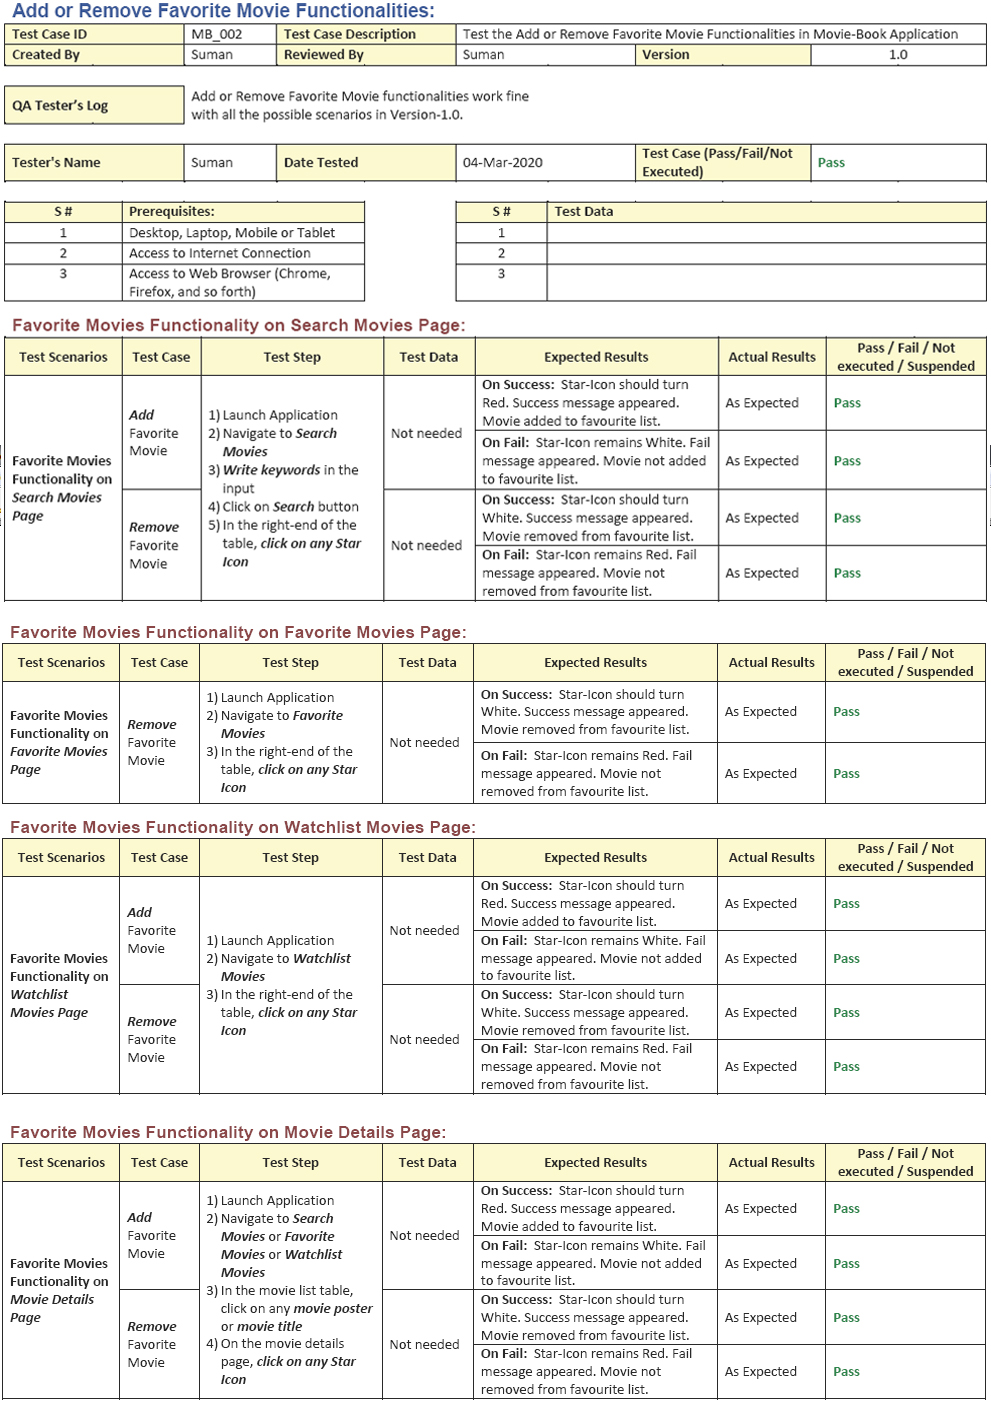 Add or Remove Favorite Movie Functionalities:
Test Case ID MB_002 Test Case Description Test the Add or Remove Favorite Movie Functionalities in Movie-Book Application
Created By Suman Reviewed By Suman Version 1.0
QA Tester's Log
Add or Remove Favorite Movie functionalities work fine
with all the possible scenarios in Version-1.0.
Tester's Name Suman Date Tested 04-Mar-2020
Test Case (Pass/Fail/Not
Executed)
Pass
S # Prerequisites:
1 Desktop, Laptop, Mobile or Tablet
2 Access to Internet Connection
3 Access to Web Browser (Chrome,
Firefox, and so forth)
S # Test Data
1
2
3
Favorite Movies Functionality on Search Movies Page:
Test Scenarios Test Case Test Step Test Data Expected Results Actual Results
Pass / Fail / Not
executed / Suspended
Favorite Movies
Functionality on
Search Movies
Page
Add
Favorite
Movie
Remove
Favorite
Movie
1) Launch Application
2) Navigate to Search
Movies
3) Write keywords in the
input
4) Click on Search button
5) In the right-end of the
table, click on any Star
Icon
Not needed
Not needed
On Success: Star-Icon should turn
Red. Success message appeared.
Movie added to favourite list.
As Expected Pass
On Fail: Star-Icon remains White. Fail
message appeared. Movie not added
to favourite list.
As Expected Pass
On Success: Star-Icon should turn
White. Success message appeared.
Movie removed from favourite list.
As Expected Pass
On Fail: Star-Icon remains Red. Fail
message appeared. Movie not
removed from favourite list.
As Expected Pass
Favorite Movies Functionality on Favorite Movies Page:
Test Scenarios Test Case Test Step Test Data Expected Results Actual Results
Pass / Fail / Not
executed / Suspended
Favorite Movies
Functionality on
Favorite Movies
Page
Remove
Favorite
Movie
1) Launch Application
2) Navigate to Favorite
Movies
3) In the right-end of the
table, click on any Star
Icon
Not needed
On Success: Star-Icon should turn
White. Success message appeared.
Movie removed from favourite list.
As Expected Pass
On Fail: Star-Icon remains Red. Fail
message appeared. Movie not
removed from favourite list.
As Expected Pass
Favorite Movies Functionality on Watchlist Movies Page:
Test Scenarios Test Case Test Step Test Data Expected Results Actual Results
Pass / Fail / Not
executed / Suspended
Favorite Movies
Functionality on
Watchlist
Movies Page
Add
Favorite
Movie
Remove
Favorite
Movie
1) Launch Application
2) Navigate to Watchlist
Movies
3) In the right-end of the
table, click on any Star
Icon
Not needed
Not needed
On Success: Star-Icon should turn
Red. Success message appeared.
Movie added to favourite list.
As Expected Pass
On Fail: Star-Icon remains White. Fail
message appeared. Movie not added
to favourite list.
As Expected Pass
On Success: Star-Icon should turn
White. Success message appeared.
Movie removed from favourite list.
As Expected Pass
On Fail: Star-Icon remains Red. Fail
message appeared. Movie not
removed from favourite list.
As Expected Pass
Favorite Movies Functionality on Movie Details Page:
Test Scenarios Test Case Test Step Test Data Expected Results Actual Results
Pass / Fail / Not
executed / Suspended
Favorite Movies
Functionality on
Movie Details
Page
Add
Favorite
Movie
Remove
Favorite
Movie
1) Launch Application
2) Navigate to Search
Movies or Favorite
Movies or Watchlist
Movies
3) In the movie list table,
click on any movie poster
or movie title
4) On the movie details
page, click on any Star
Icon
Not needed
Not needed
On Success: Star-Icon should turn
Red. Success message appeared.
Movie added to favourite list.
As Expected Pass
On Fail: Star-Icon remains White. Fail
message appeared. Movie not added
to favourite list.
As Expected Pass
On Success: Star-Icon should turn
White. Success message appeared.
Movie removed from favourite list.
As Expected Pass
On Fail: Star-Icon remains Red. Fail
message appeared. Movie not
removed from favourite list.
As Expected Pass